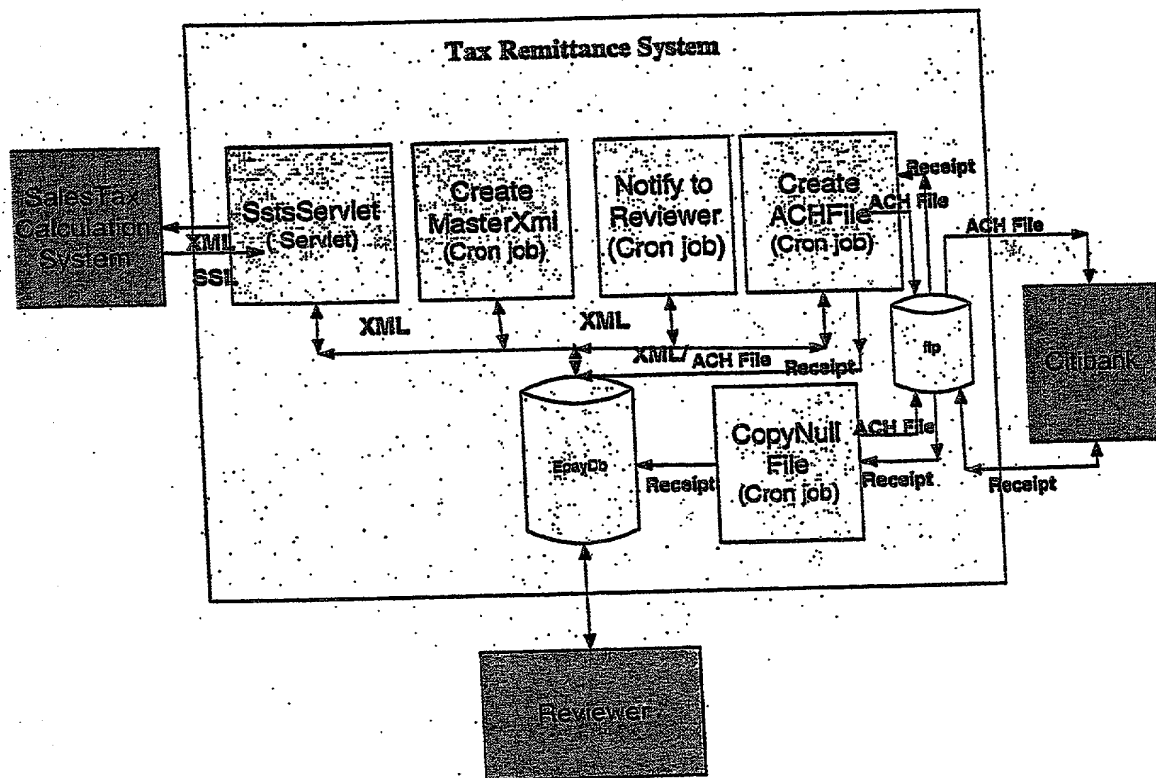 Tax Remittance System
SalesTax
Calculation
System
XML
SSL
SstsServlet
( Servlet)
Create
MasterXml
(Cron job)
Notify to
Reviewer
(Cron job)
Create
ACHFile
(Cron job)
Receipt
ACH File
ACH File
XML
XML
XML/
ACH File
Receipt
ftp
Citibank
EpayDb
Receipt
CopyNull
File
(Cron job)
ACH File
Receipt
Receipt
Reviewer